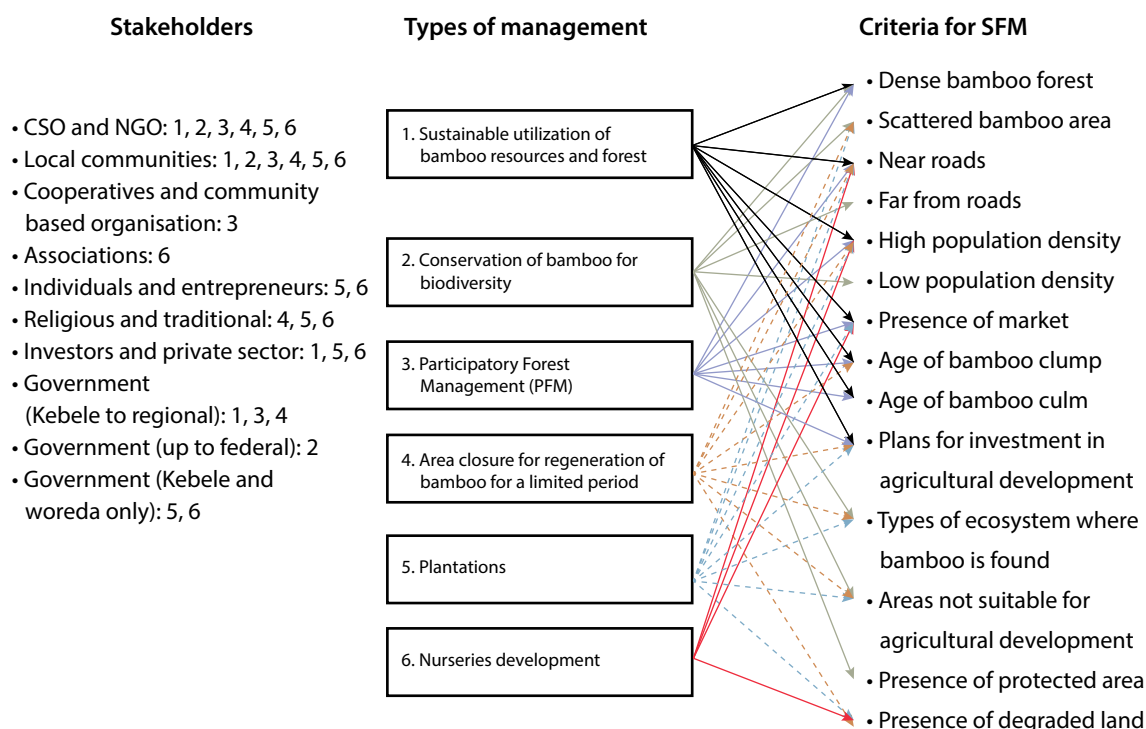 Stakeholders
• CSO and NGO: 1, 2, 3, 4, 5, 6
• Local communities: 1, 2, 3, 4, 5, 6
• Cooperatives and community
based organisation: 3
• Associations: 6
• Individuals and entrepreneurs: 5, 6
• Religious and traditional: 4, 5, 6
• Investors and private sector: 1, 5, 6
• Government
(Kebele to regional): 1, 3, 4
• Government (up to federal): 2
• Government (Kebele and
woreda only): 5, 6
Types of management
1. Sustainable utilization of
bamboo resources and forest
2. Conservation of bamboo for
biodiversity
3. Participatory Forest
Management (PFM)
4. Area closure for regeneration of
bamboo for a limited period
5. Plantations
6. Nurseries development
Criteria for SFM
• Dense bamboo forest
• Scattered bamboo area
• Near roads
• Far from roads
• High population density
• Low population density
• Presence of market
• Age of bamboo clump
• Age of bamboo culm
• Plans for investment in
agricultural development
• Types of ecosystem where
bamboo is found
• Areas not suitable for
agricultural development
• Presence of protected area
• Presence of degraded land